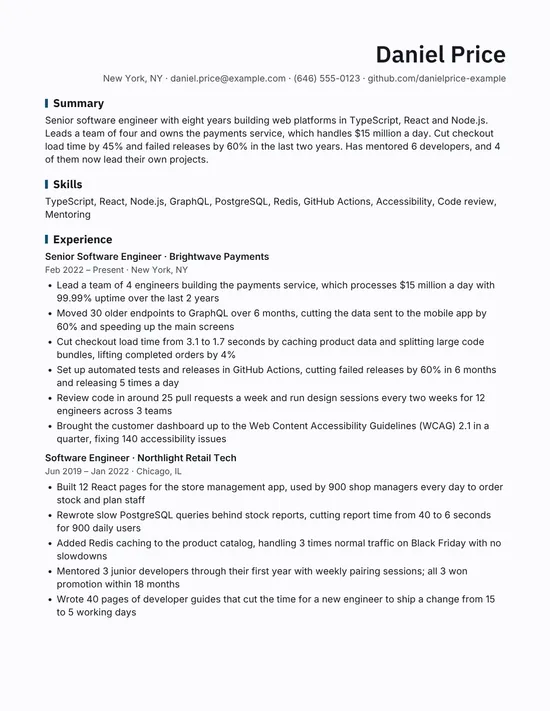 Daniel Price
New York, NY · daniel.price@example.com · (646) 555-0123 · github.com/danielprice-example
Summary
Senior software engineer with eight years building web platforms in TypeScript, React and Node.js.
Leads a team of four and owns the payments service, which handles $15 million a day. Cut checkout
load time by 45% and failed releases by 60% in the last two years. Has mentored 6 developers, and 4
of them now lead their own projects.
Skills
TypeScript, React, Node.js, GraphQL, PostgreSQL, Redis, GitHub Actions, Accessibility, Code review,
Mentoring
Experience
Senior Software Engineer · Brightwave Payments
Feb 2022 – Present · New York, NY
• Lead a team of 4 engineers building the payments service, which processes $15 million a day with
99.99% uptime over the last 2 years
• Moved 30 older endpoints to GraphQL over 6 months, cutting the data sent to the mobile app by
60% and speeding up the main screens
• Cut checkout load time from 3.1 to 1.7 seconds by caching product data and splitting large code
bundles, lifting completed orders by 4%
• Set up automated tests and releases in GitHub Actions, cutting failed releases by 60% in 6 months
and releasing 5 times a day
• Review code in around 25 pull requests a week and run design sessions every two weeks for 12
engineers across 3 teams
• Brought the customer dashboard up to the Web Content Accessibility Guidelines (WCAG) 2.1 in a
quarter, fixing 140 accessibility issues
Software Engineer · Northlight Retail Tech
Jun 2019 – Jan 2022 · Chicago, IL
• Built 12 React pages for the store management app, used by 900 shop managers every day to order
stock and plan staff
• Rewrote slow PostgreSQL queries behind stock reports, cutting report time from 40 to 6 seconds
for 900 daily users
• Added Redis caching to the product catalog, handling 3 times normal traffic on Black Friday with no
slowdowns
• Mentored 3 junior developers through their first year with weekly pairing sessions; all 3 won
promotion within 18 months
• Wrote 40 pages of developer guides that cut the time for a new engineer to ship a change from 15
to 5 working days